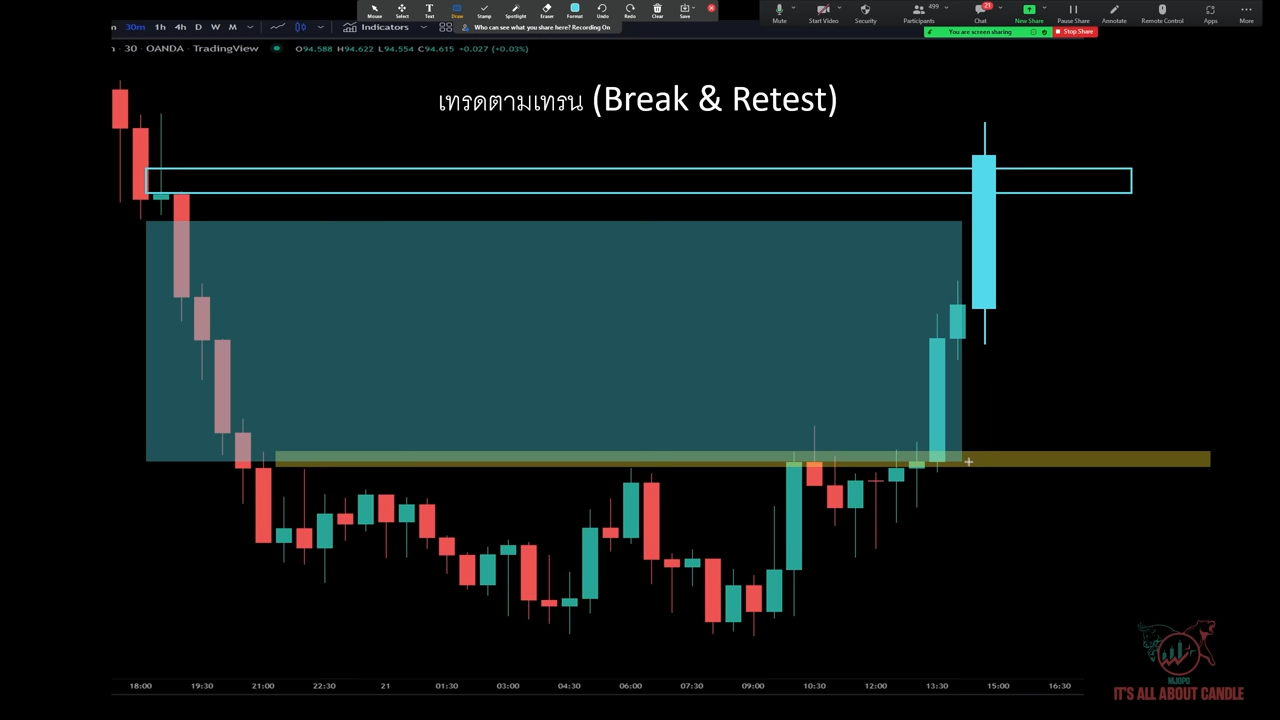 Mouse Select Text Draw Stamp Spotlight Eraser Format Undo Redo Clear Save
Mute Start Video Security Participants 499 Chat 21 New Share Pause Share Annotate Remote Control Apps More
30m 1h 4h D W M Indicators
Who can see what you share here? Recording On
You are screen sharing Stop Share
30 · OANDA · TradingView O94.588 H94.622 L94.554 C94.615 +0.027 (+0.03%)
เทรดตามเทรน (Break & Retest)
18:00 19:30 21:00 22:30 21 01:30 03:00 04:30 06:00 07:30 09:00 10:30 12:00 13:30 15:00 16:30
MJOPO
IT'S ALL ABOUT CANDLE